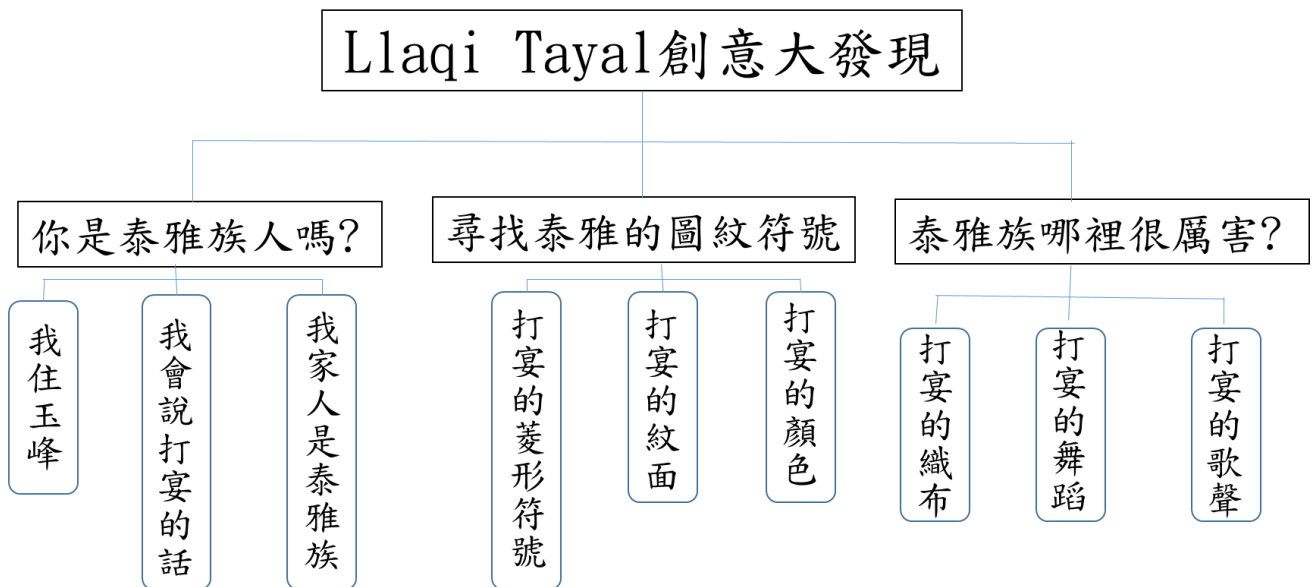 Llaqi Tayal創意大發現
你是泰雅族人嗎?
尋找泰雅的圖紋符號
泰雅族哪裡很厲害?
我住玉峰
我會說打宴的話
我家人是泰雅族
打宴的菱形符號
打宴的紋面
打宴的顏色
打宴的織布
打宴的舞蹈
打宴的歌聲